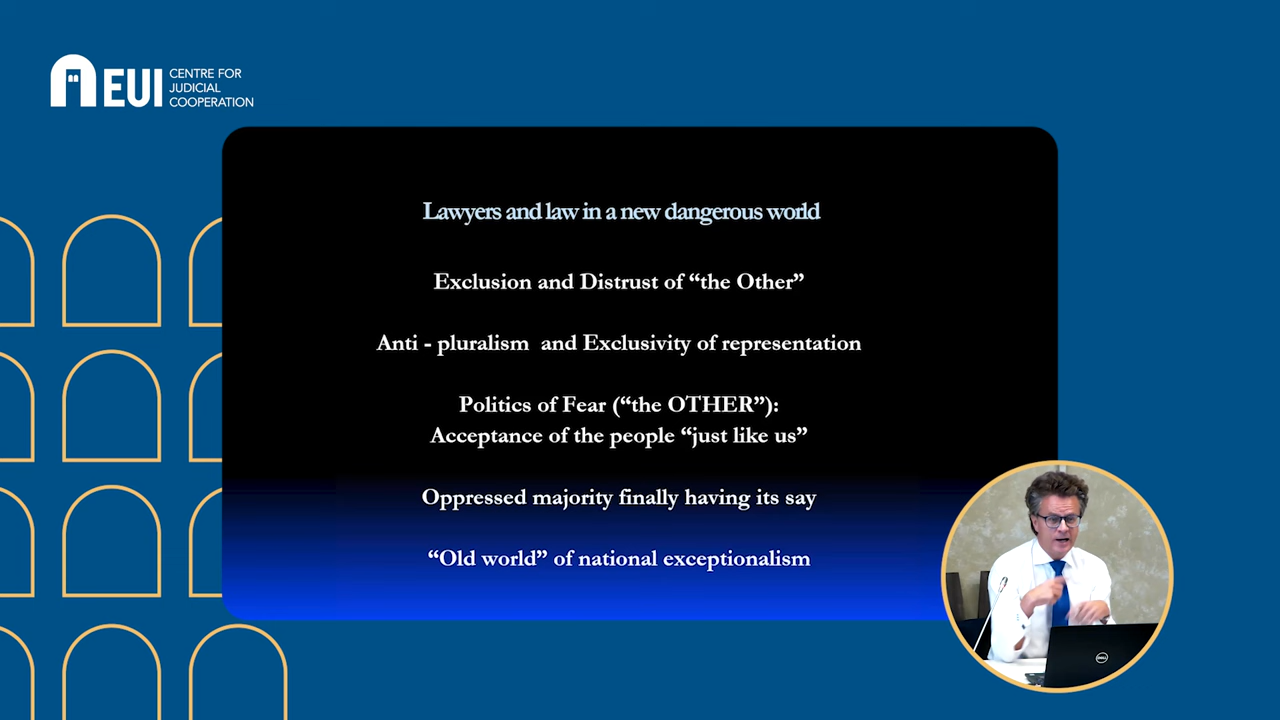 EUI
CENTRE FOR
JUDICIAL
COOPERATION
Lawyers and law in a new dangerous world
Exclusion and Distrust of “the Other”
Anti - pluralism and Exclusivity of representation
Politics of Fear (“the OTHER”):
Acceptance of the people “just like us”
Oppressed majority finally having its say
“Old world” of national exceptionalism
DELL